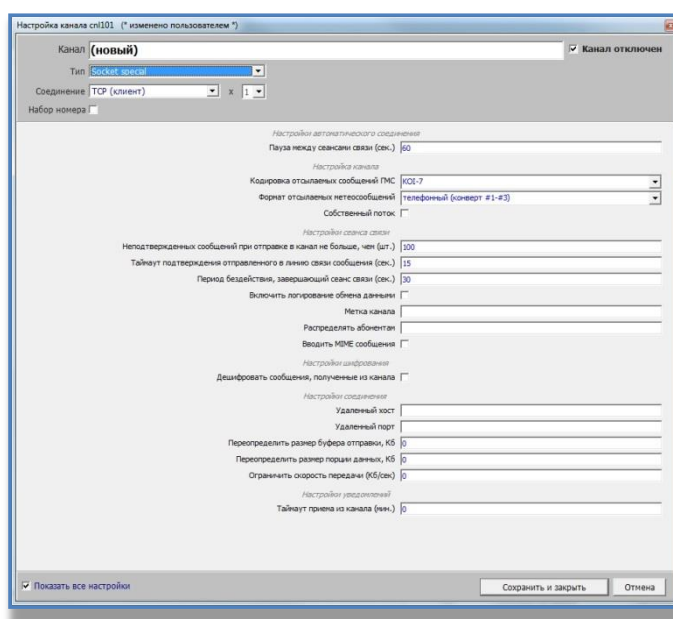 Настройка канала cnl101 (* изменено пользователем *)
Канал (новый) Канал отключен
Тип Socket special
Соединение TCP (клиент) x 1
Набор номера
Настройки автоматического соединения
Пауза между сеансами связи (сек.) 60
Настройка канала
Кодировка отсылаемых сообщений ГМС KOI-7
Формат отсылаемых метеосообщений телефонный (конверт #1-#3)
Собственный поток
Настройки сеанса связи
Неподтвержденных сообщений при отправке в канал не больше, чем (шт.) 100
Таймаут подтверждения отправленного в линию связи сообщения (сек.) 15
Период бездействия, завершающий сеанс связи (сек.) 30
Включить логирование обмена данными
Метка канала
Распределять абонентам
Вводить MIME сообщения
Настройки шифрования
Дешифровать сообщения, полученные из канала
Настройки соединения
Удаленный хост
Удаленный порт
Переопределить размер буфера отправки, Кб 0
Переопределить размер порции данных, Кб 0
Ограничить скорость передачи (Кб/сек) 0
Настройки уведомлений
Таймаут приема из канала (мин.) 0
Показать все настройки Сохранить и закрыть Отмена